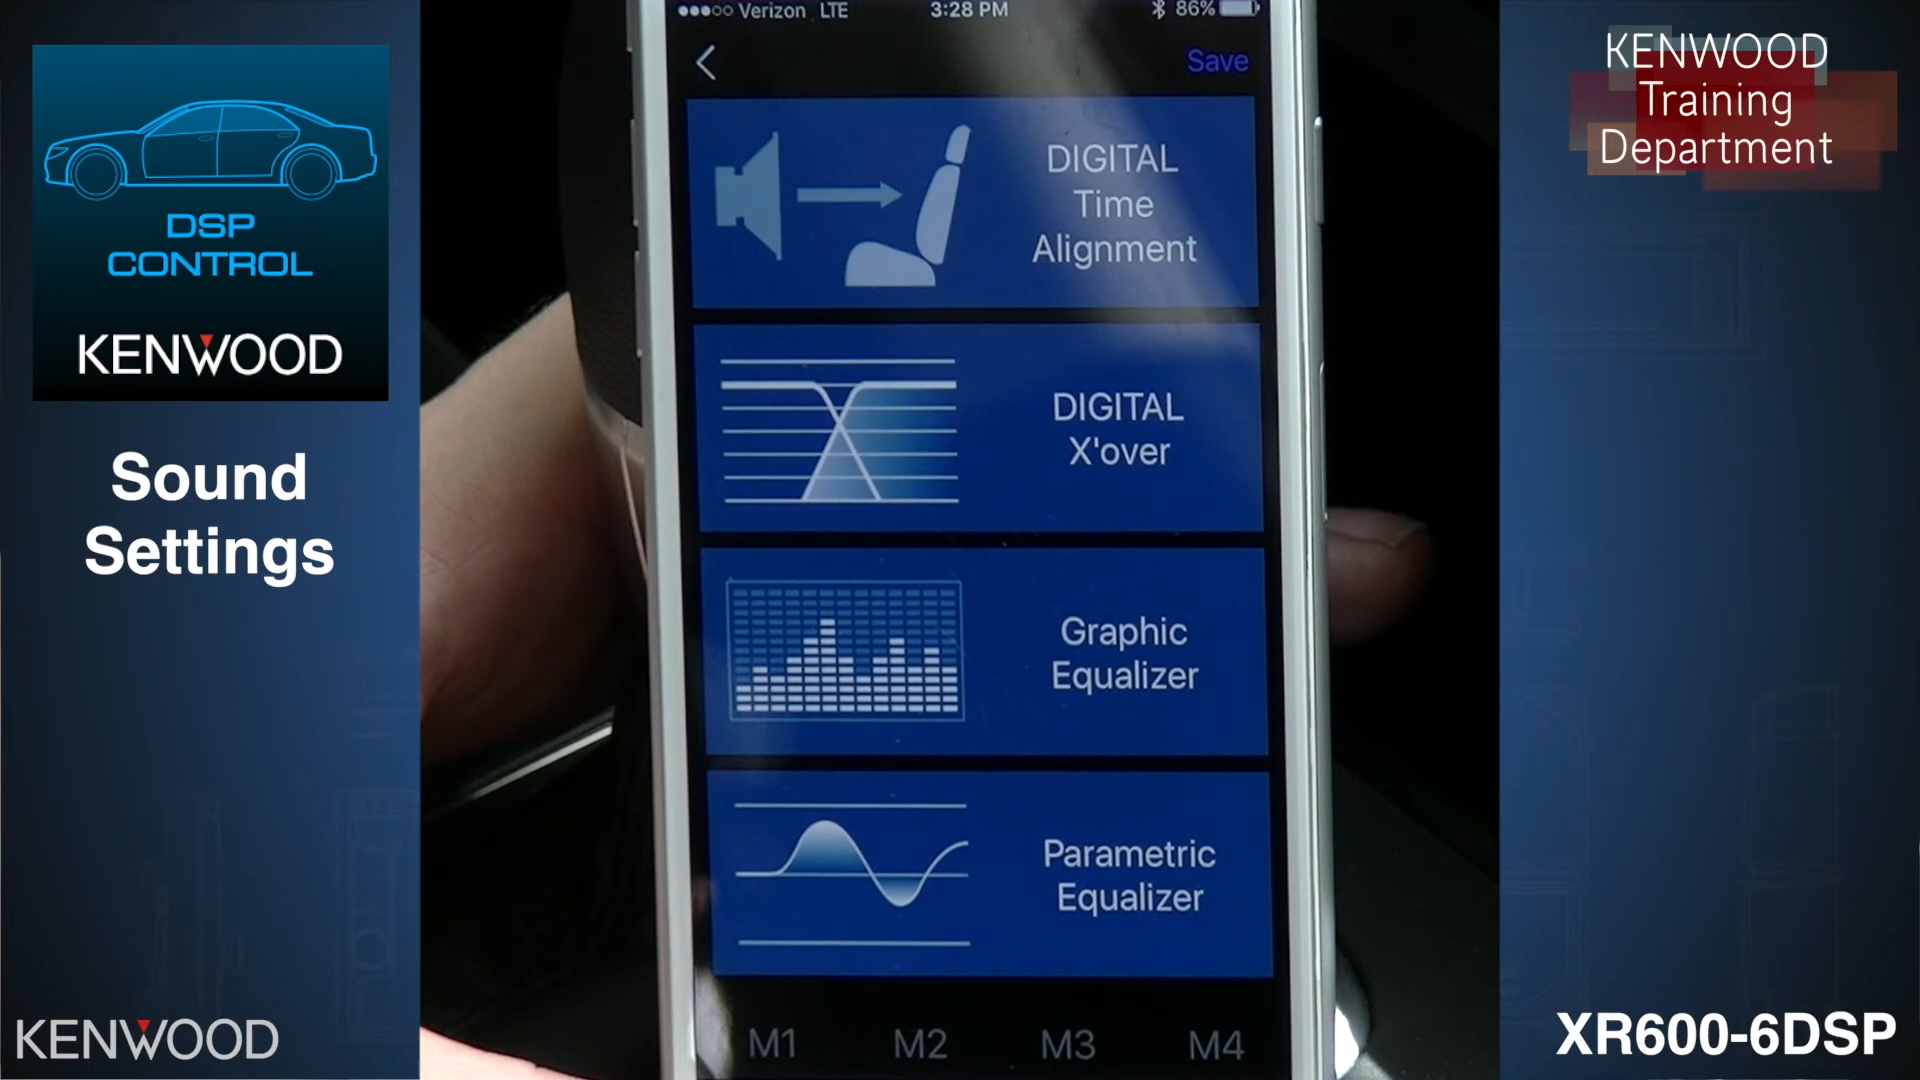 DSP
CONTROL
KENWOOD
Sound
Settings
KENWOOD
Verizon LTE
3:28 PM
86%
Save
DIGITAL
Time
Alignment
DIGITAL
X'over
Graphic
Equalizer
Parametric
Equalizer
M1 M2 M3 M4
KENWOOD
Training
Department
XR600-6DSP